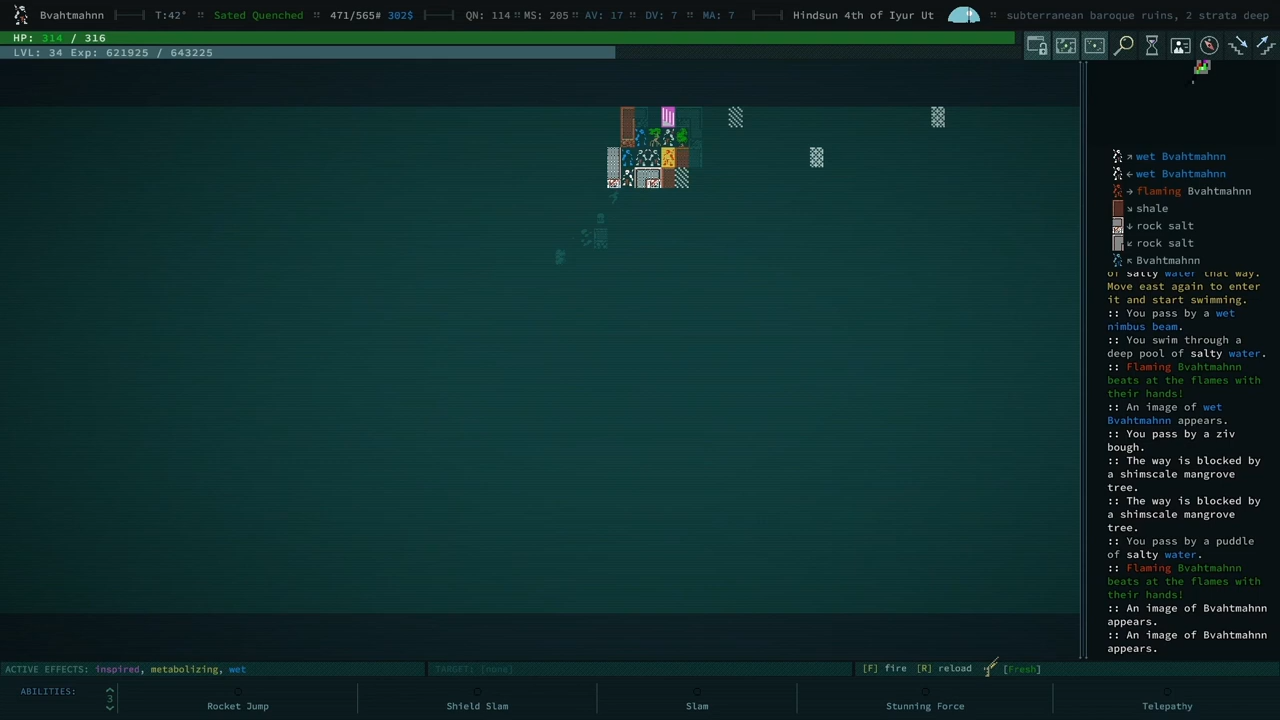 Bvahtmahnn T:42° :: Sated Quenched :: 471/565# 302$ QN: 114 :: MS: 205 :: AV: 17 :: DV: 7 :: MA: 7 Hindsun 4th of Iyur Ut :: subterranean baroque ruins, 2 strata deep
HP: 314 / 316
LVL: 34 Exp: 621925 / 643225
wet Bvahtmahnn
wet Bvahtmahnn
flaming Bvahtmahnn
shale
rock salt
rock salt
Bvahtmahnn
of salty water that way.
Move east again to enter
it and start swimming.
:: You pass by a wet
nimbus beam.
:: You swim through a
deep pool of salty water.
:: Flaming Bvahtmahnn
beats at the flames with
their hands!
:: An image of wet
Bvahtmahnn appears.
:: You pass by a ziv
bough.
:: The way is blocked by
a shimscale mangrove
tree.
:: The way is blocked by
a shimscale mangrove
tree.
:: You pass by a puddle
of salty water.
:: Flaming Bvahtmahnn
beats at the flames with
their hands!
:: An image of Bvahtmahnn
appears.
:: An image of Bvahtmahnn
appears.
ACTIVE EFFECTS: inspired, metabolizing, wet
TARGET: [none]
[F] fire [R] reload [Fresh]
ABILITIES: 3 Rocket Jump Shield Slam Slam Stunning Force Telepathy